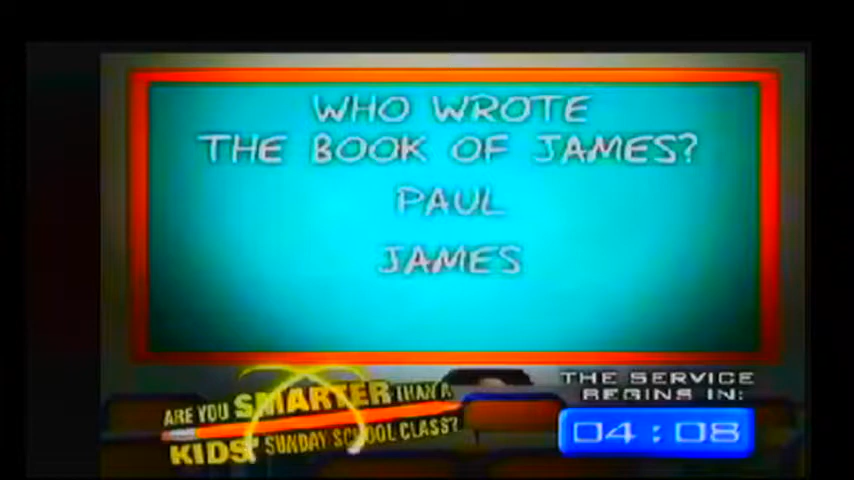 WHO WROTE
THE BOOK OF JAMES?
PAUL
JAMES
ARE YOU SMARTER THAN A
KIDS' SUNDAY SCHOOL CLASS?
THE SERVICE
BEGINS IN:
04:08